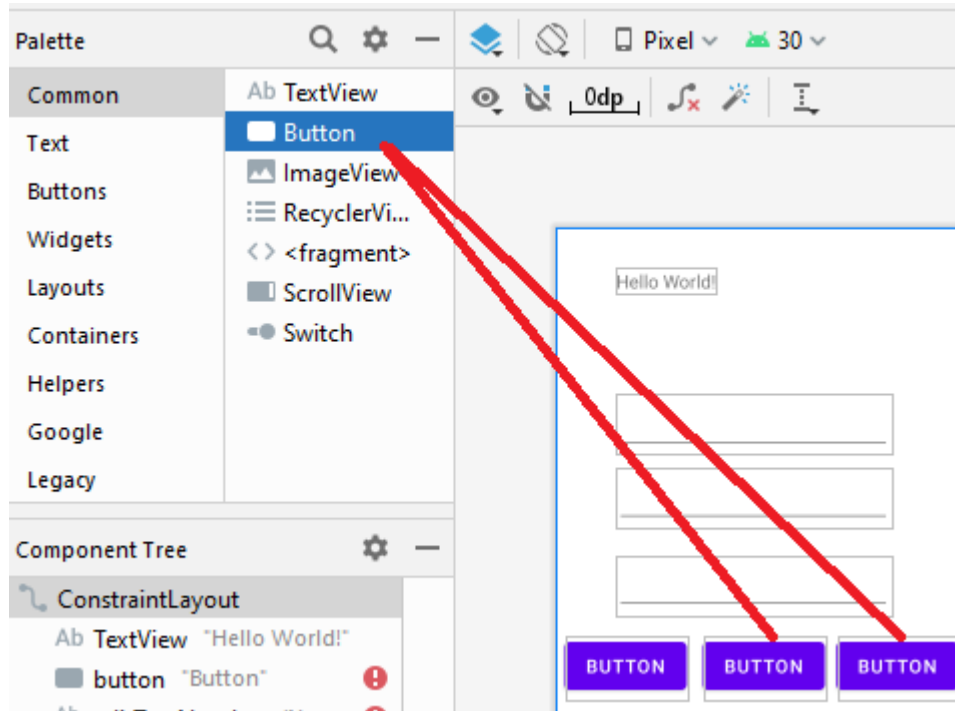 Palette
Pixel
30
0dp
Common
Text
Buttons
Widgets
Layouts
Containers
Helpers
Google
Legacy
Ab TextView
Button
ImageView
RecyclerVi...
<fragment>
ScrollView
Switch
Component Tree
ConstraintLayout
Ab TextView "Hello World!"
button "Button"
Hello World!
BUTTON
BUTTON
BUTTON